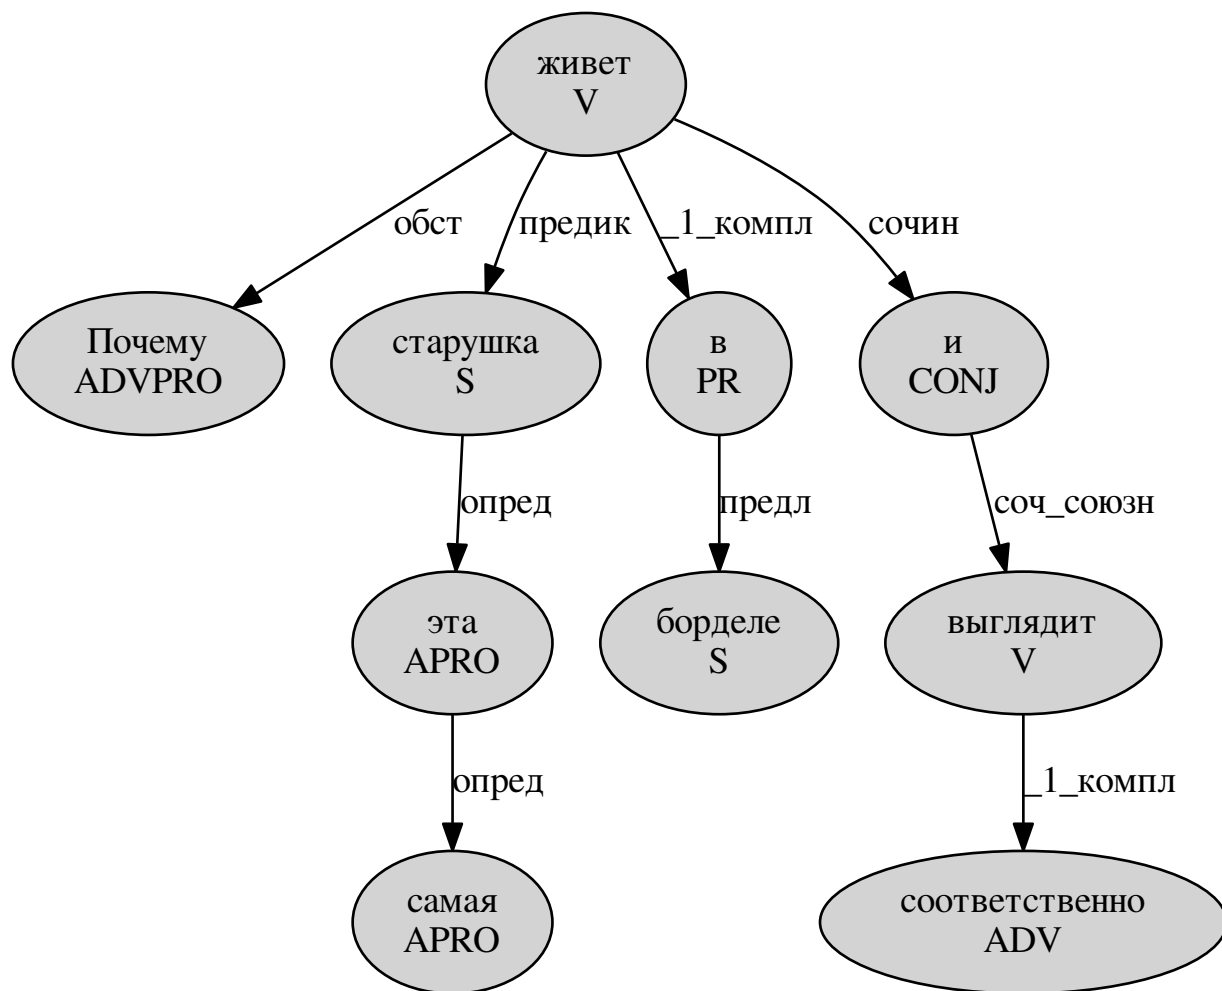 живет
V
обст
предик
_1_компл
сочин
Почему
ADVPRO
старушка
S
в
PR
и
CONJ
опред
предл
соч_союзн
эта
APRO
борделе
S
выглядит
V
опред
_1_компл
самая
APRO
соответственно
ADV